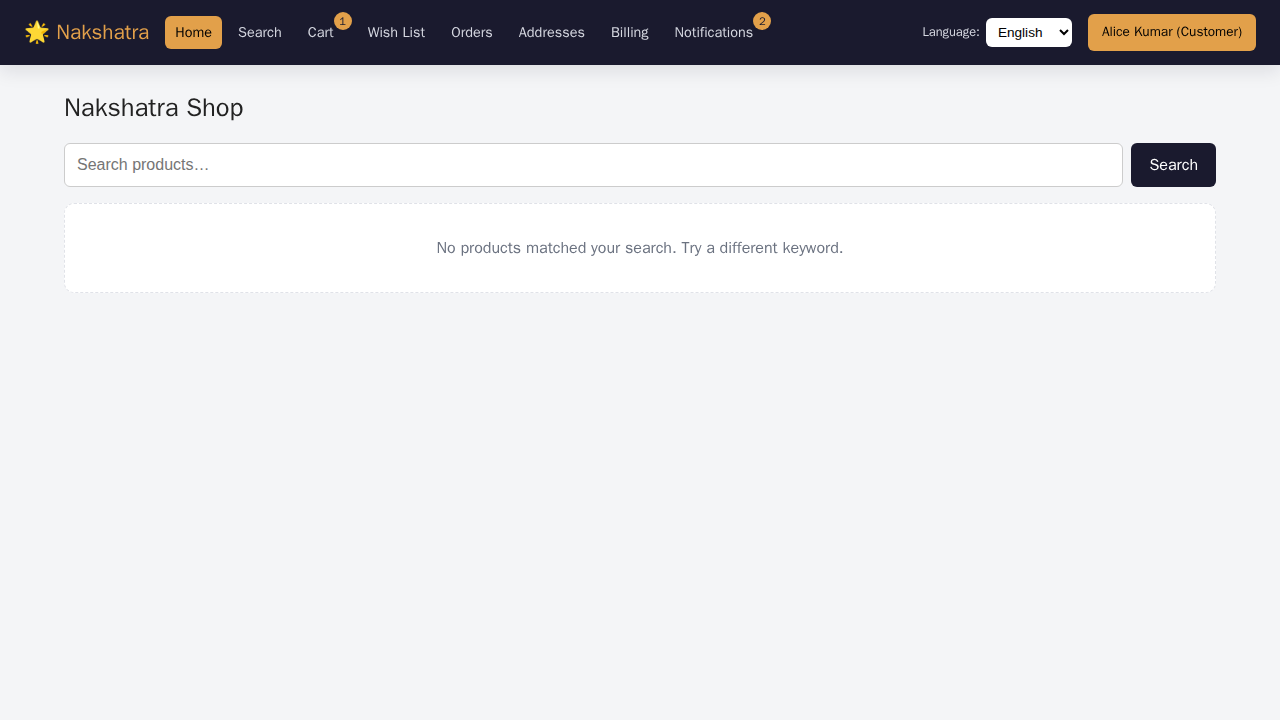 🌟 Nakshatra Home Search Cart 1 Wish List Orders Addresses Billing Notifications 2 Language: English Alice Kumar (Customer)
Nakshatra Shop
Search products… Search
No products matched your search. Try a different keyword.